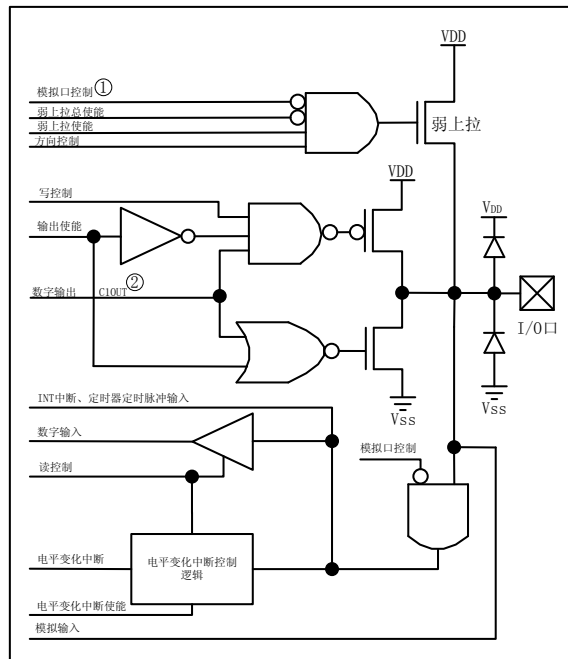 VDD
模拟口控制①
弱上拉总使能
弱上拉使能
方向控制
弱上拉
写控制
VDD
输出使能
VDD
数字输出 C1OUT②
I/O口
INT中断、定时器定时脉冲输入
Vss
Vss
数字输入
模拟口控制
读控制
电平变化中断
电平变化中断控制
逻辑
电平变化中断使能
模拟输入